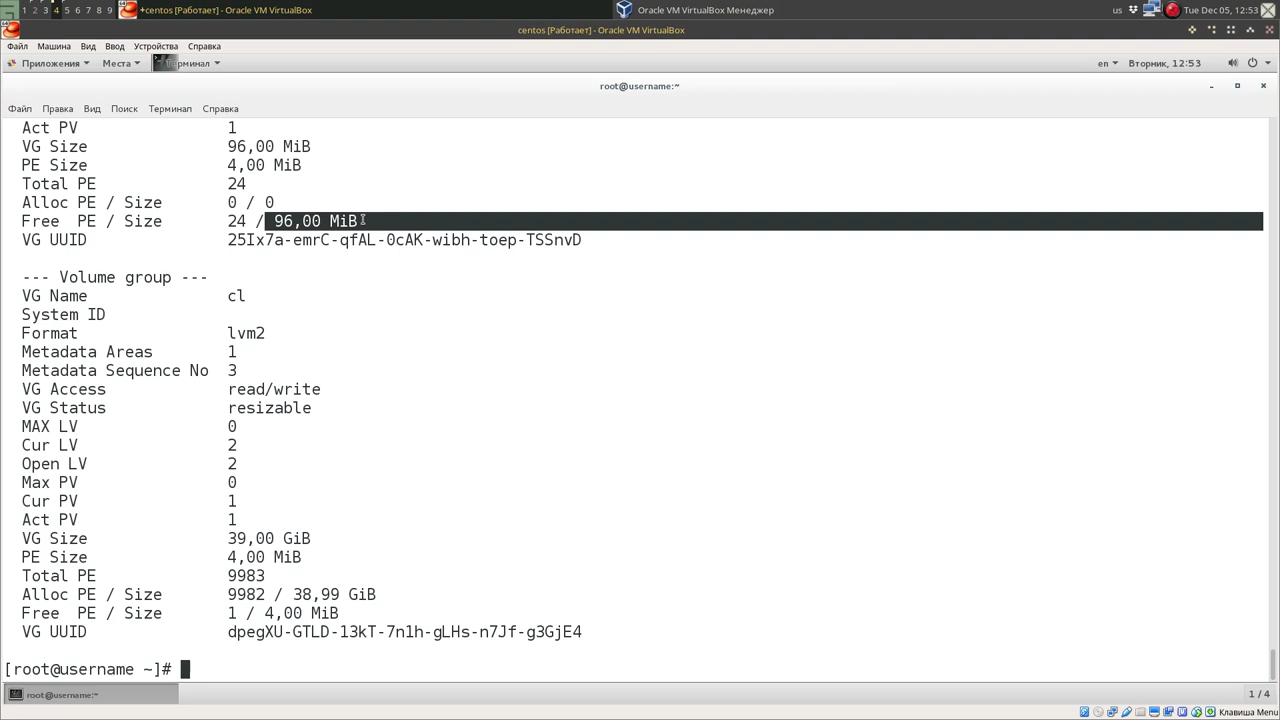 1 2 3 4 5 6 7 8 9 +centos [Работает] - Oracle VM VirtualBox Oracle VM VirtualBox Менеджер us Tue Dec 05, 12:53
centos [Работает] - Oracle VM VirtualBox
Файл Машина Вид Ввод Устройства Справка
Приложения Места Терминал en Вторник, 12:53
root@username:~
Файл Правка Вид Поиск Терминал Справка
Act PV 1
VG Size 96,00 MiB
PE Size 4,00 MiB
Total PE 24
Alloc PE / Size 0 / 0
Free PE / Size 24 / 96,00 MiB
VG UUID 25Ix7a-emrC-qfAL-0cAK-wibh-toep-TSSnvD
--- Volume group ---
VG Name cl
System ID
Format lvm2
Metadata Areas 1
Metadata Sequence No 3
VG Access read/write
VG Status resizable
MAX LV 0
Cur LV 2
Open LV 2
Max PV 0
Cur PV 1
Act PV 1
VG Size 39,00 GiB
PE Size 4,00 MiB
Total PE 9983
Alloc PE / Size 9982 / 38,99 GiB
Free PE / Size 1 / 4,00 MiB
VG UUID dpegXU-GTLD-13kT-7n1h-gLHs-n7Jf-g3GjE4
[root@username ~]#
root@username:~ 1 / 4
Клавиша Menu